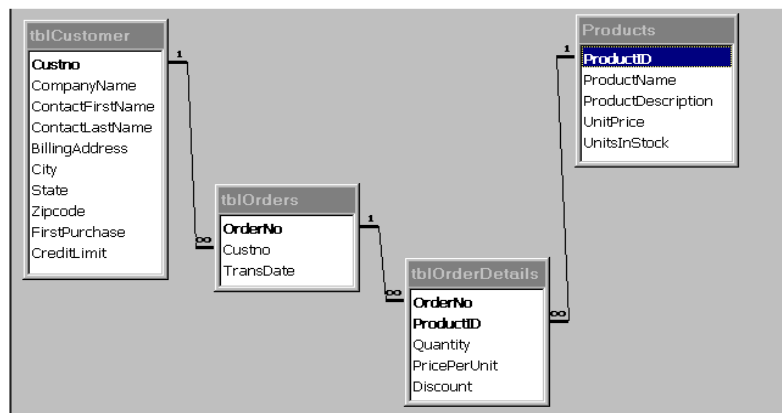 tblCustomer
Custno
CompanyName
ContactFirstName
ContactLastName
BillingAddress
City
State
Zipcode
FirstPurchase
CreditLimit
1
∞
tblOrders
OrderNo
Custno
TransDate
1
∞
tblOrderDetails
OrderNo
ProductID
Quantity
PricePerUnit
Discount
∞
1
Products
ProductID
ProductName
ProductDescription
UnitPrice
UnitsInStock